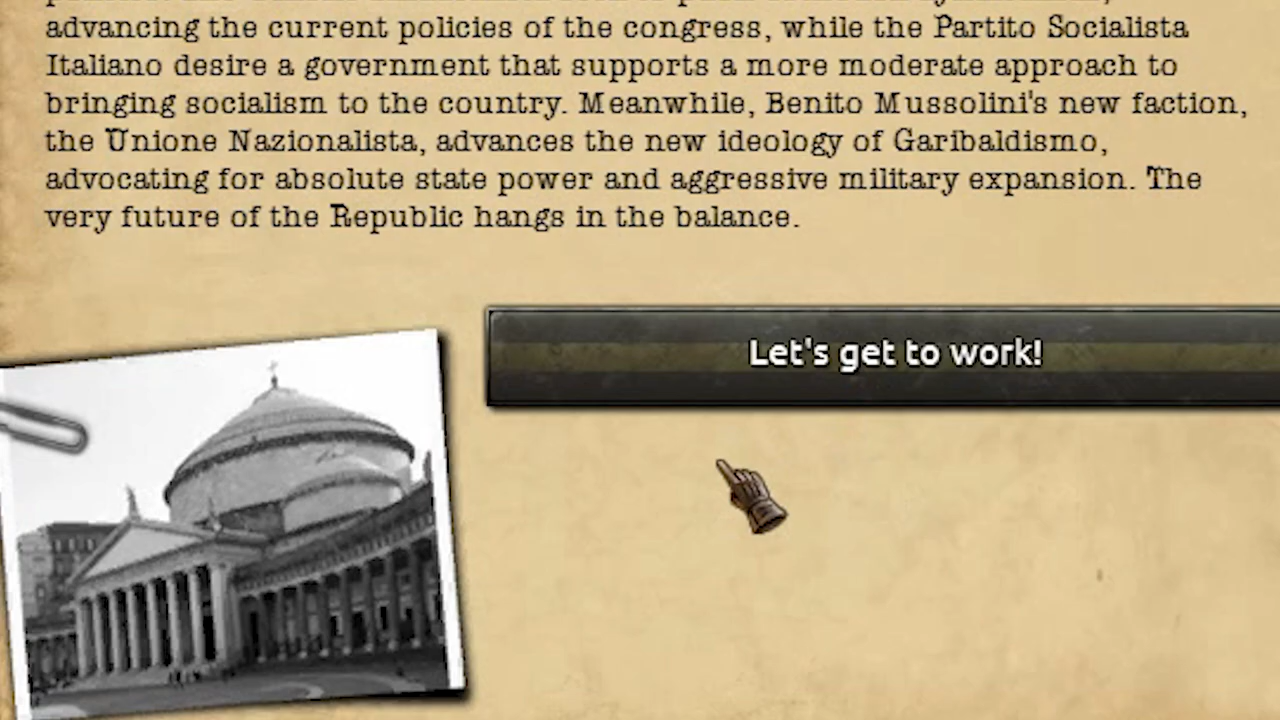 advancing the current policies of the congress, while the Partito Socialista
Italiano desire a government that supports a more moderate approach to
bringing socialism to the country. Meanwhile, Benito Mussolini's new faction,
the Unione Nazionalista, advances the new ideology of Garibaldismo,
advocating for absolute state power and aggressive military expansion. The
very future of the Republic hangs in the balance.
Let's get to work!